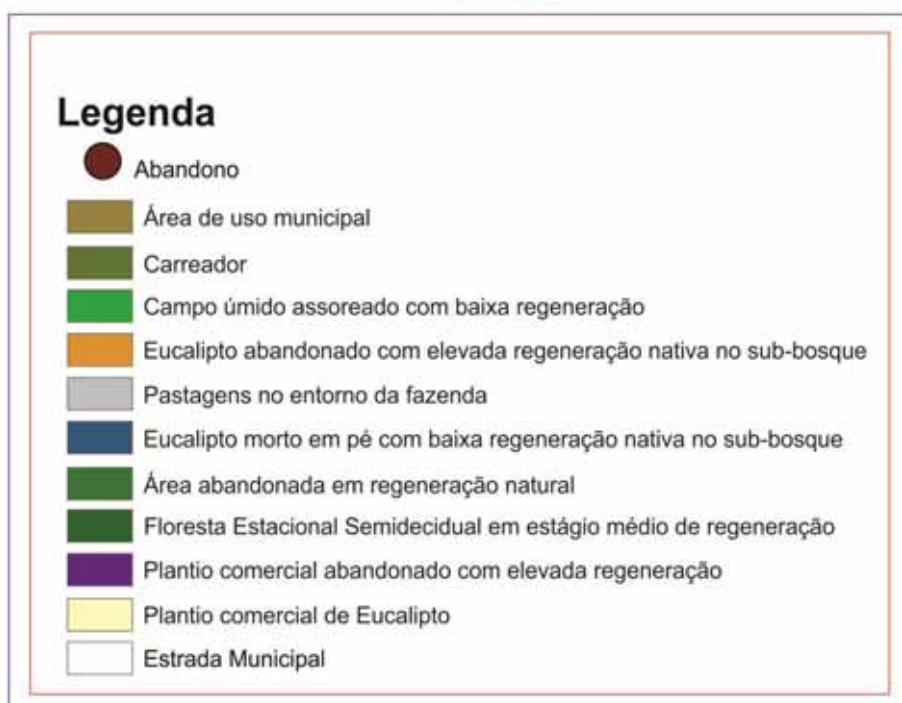 Legenda
Abandono
Área de uso municipal
Carreador
Campo úmido assoreado com baixa regeneração
Eucalipto abandonado com elevada regeneração nativa no sub-bosque
Pastagens no entorno da fazenda
Eucalipto morto em pé com baixa regeneração nativa no sub-bosque
Área abandonada em regeneração natural
Floresta Estacional Semidecidual em estágio médio de regeneração
Plantio comercial abandonado com elevada regeneração
Plantio comercial de Eucalipto
Estrada Municipal